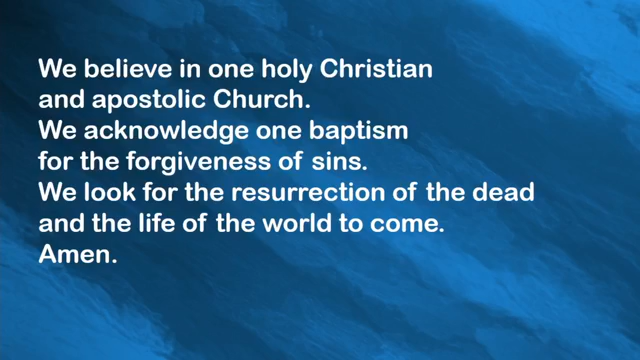 We believe in one holy Christian
and apostolic Church.
We acknowledge one baptism
for the forgiveness of sins.
We look for the resurrection of the dead
and the life of the world to come.
Amen.